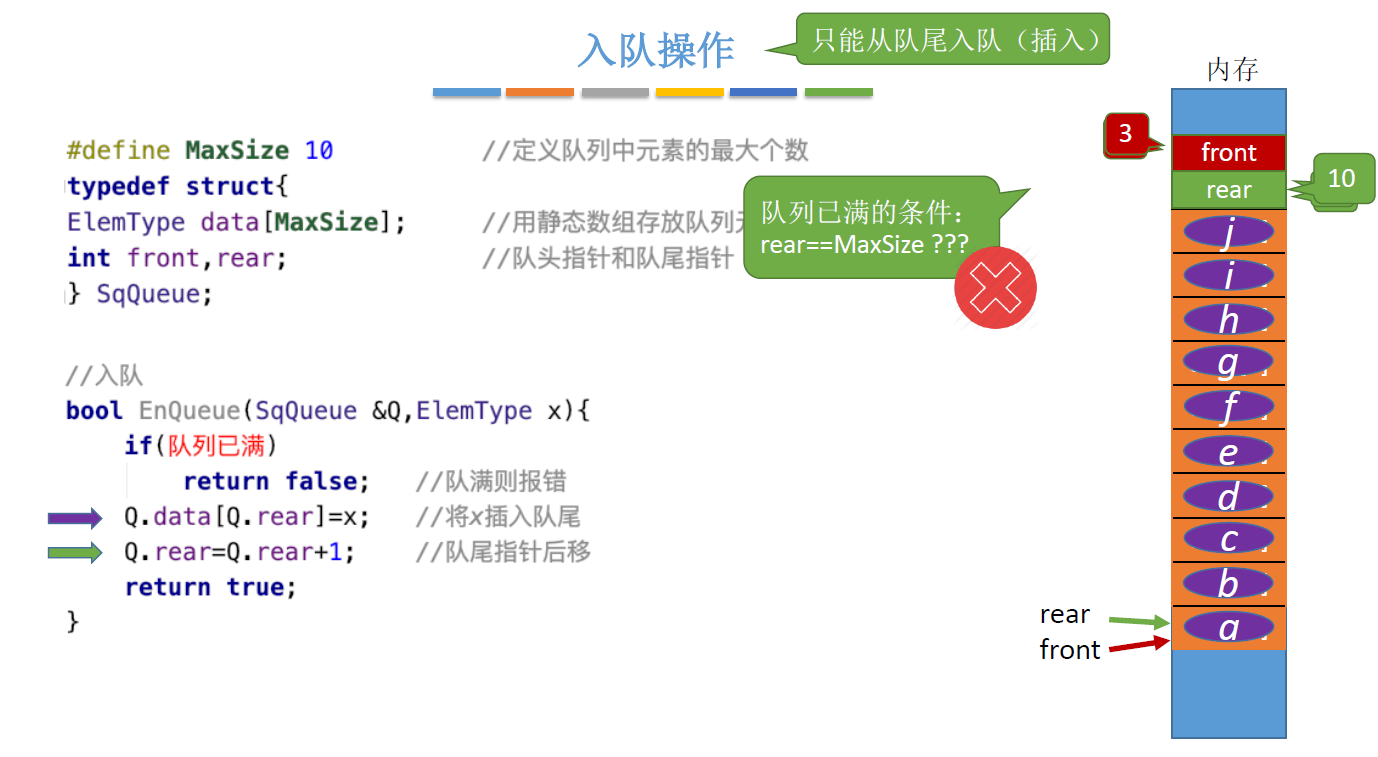 入队操作
只能从队尾入队（插入）
#define MaxSize 10 //定义队列中元素的最大个数
typedef struct{
ElemType data[MaxSize]; //用静态数组存放队列
int front,rear; //队头指针和队尾指针
} SqQueue;
队列已满的条件：
rear==MaxSize ???
//入队
bool EnQueue(SqQueue &Q,ElemType x){
if(队列已满)
return false; //队满则报错
Q.data[Q.rear]=x; //将x插入队尾
Q.rear=Q.rear+1; //队尾指针后移
return true;
}
内存
3
front
rear
10
j
i
h
g
f
e
d
c
b
a
rear
front